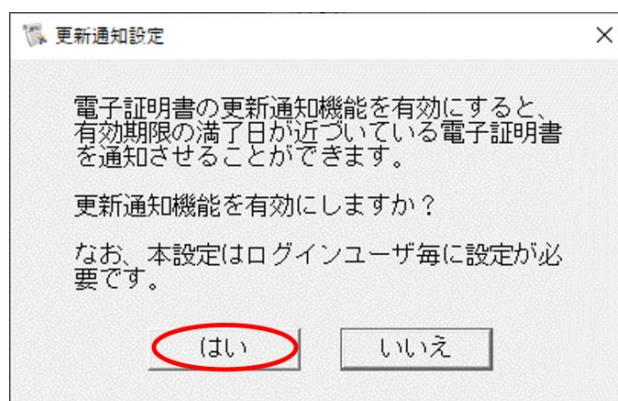 更新通知設定
電子証明書の更新通知機能を有効にすると、
有効期限の満了日が近づいている電子証明書
を通知させることができます。
更新通知機能を有効にしますか？
なお、本設定はログインユーザ毎に設定が必
要です。
はい
いいえ